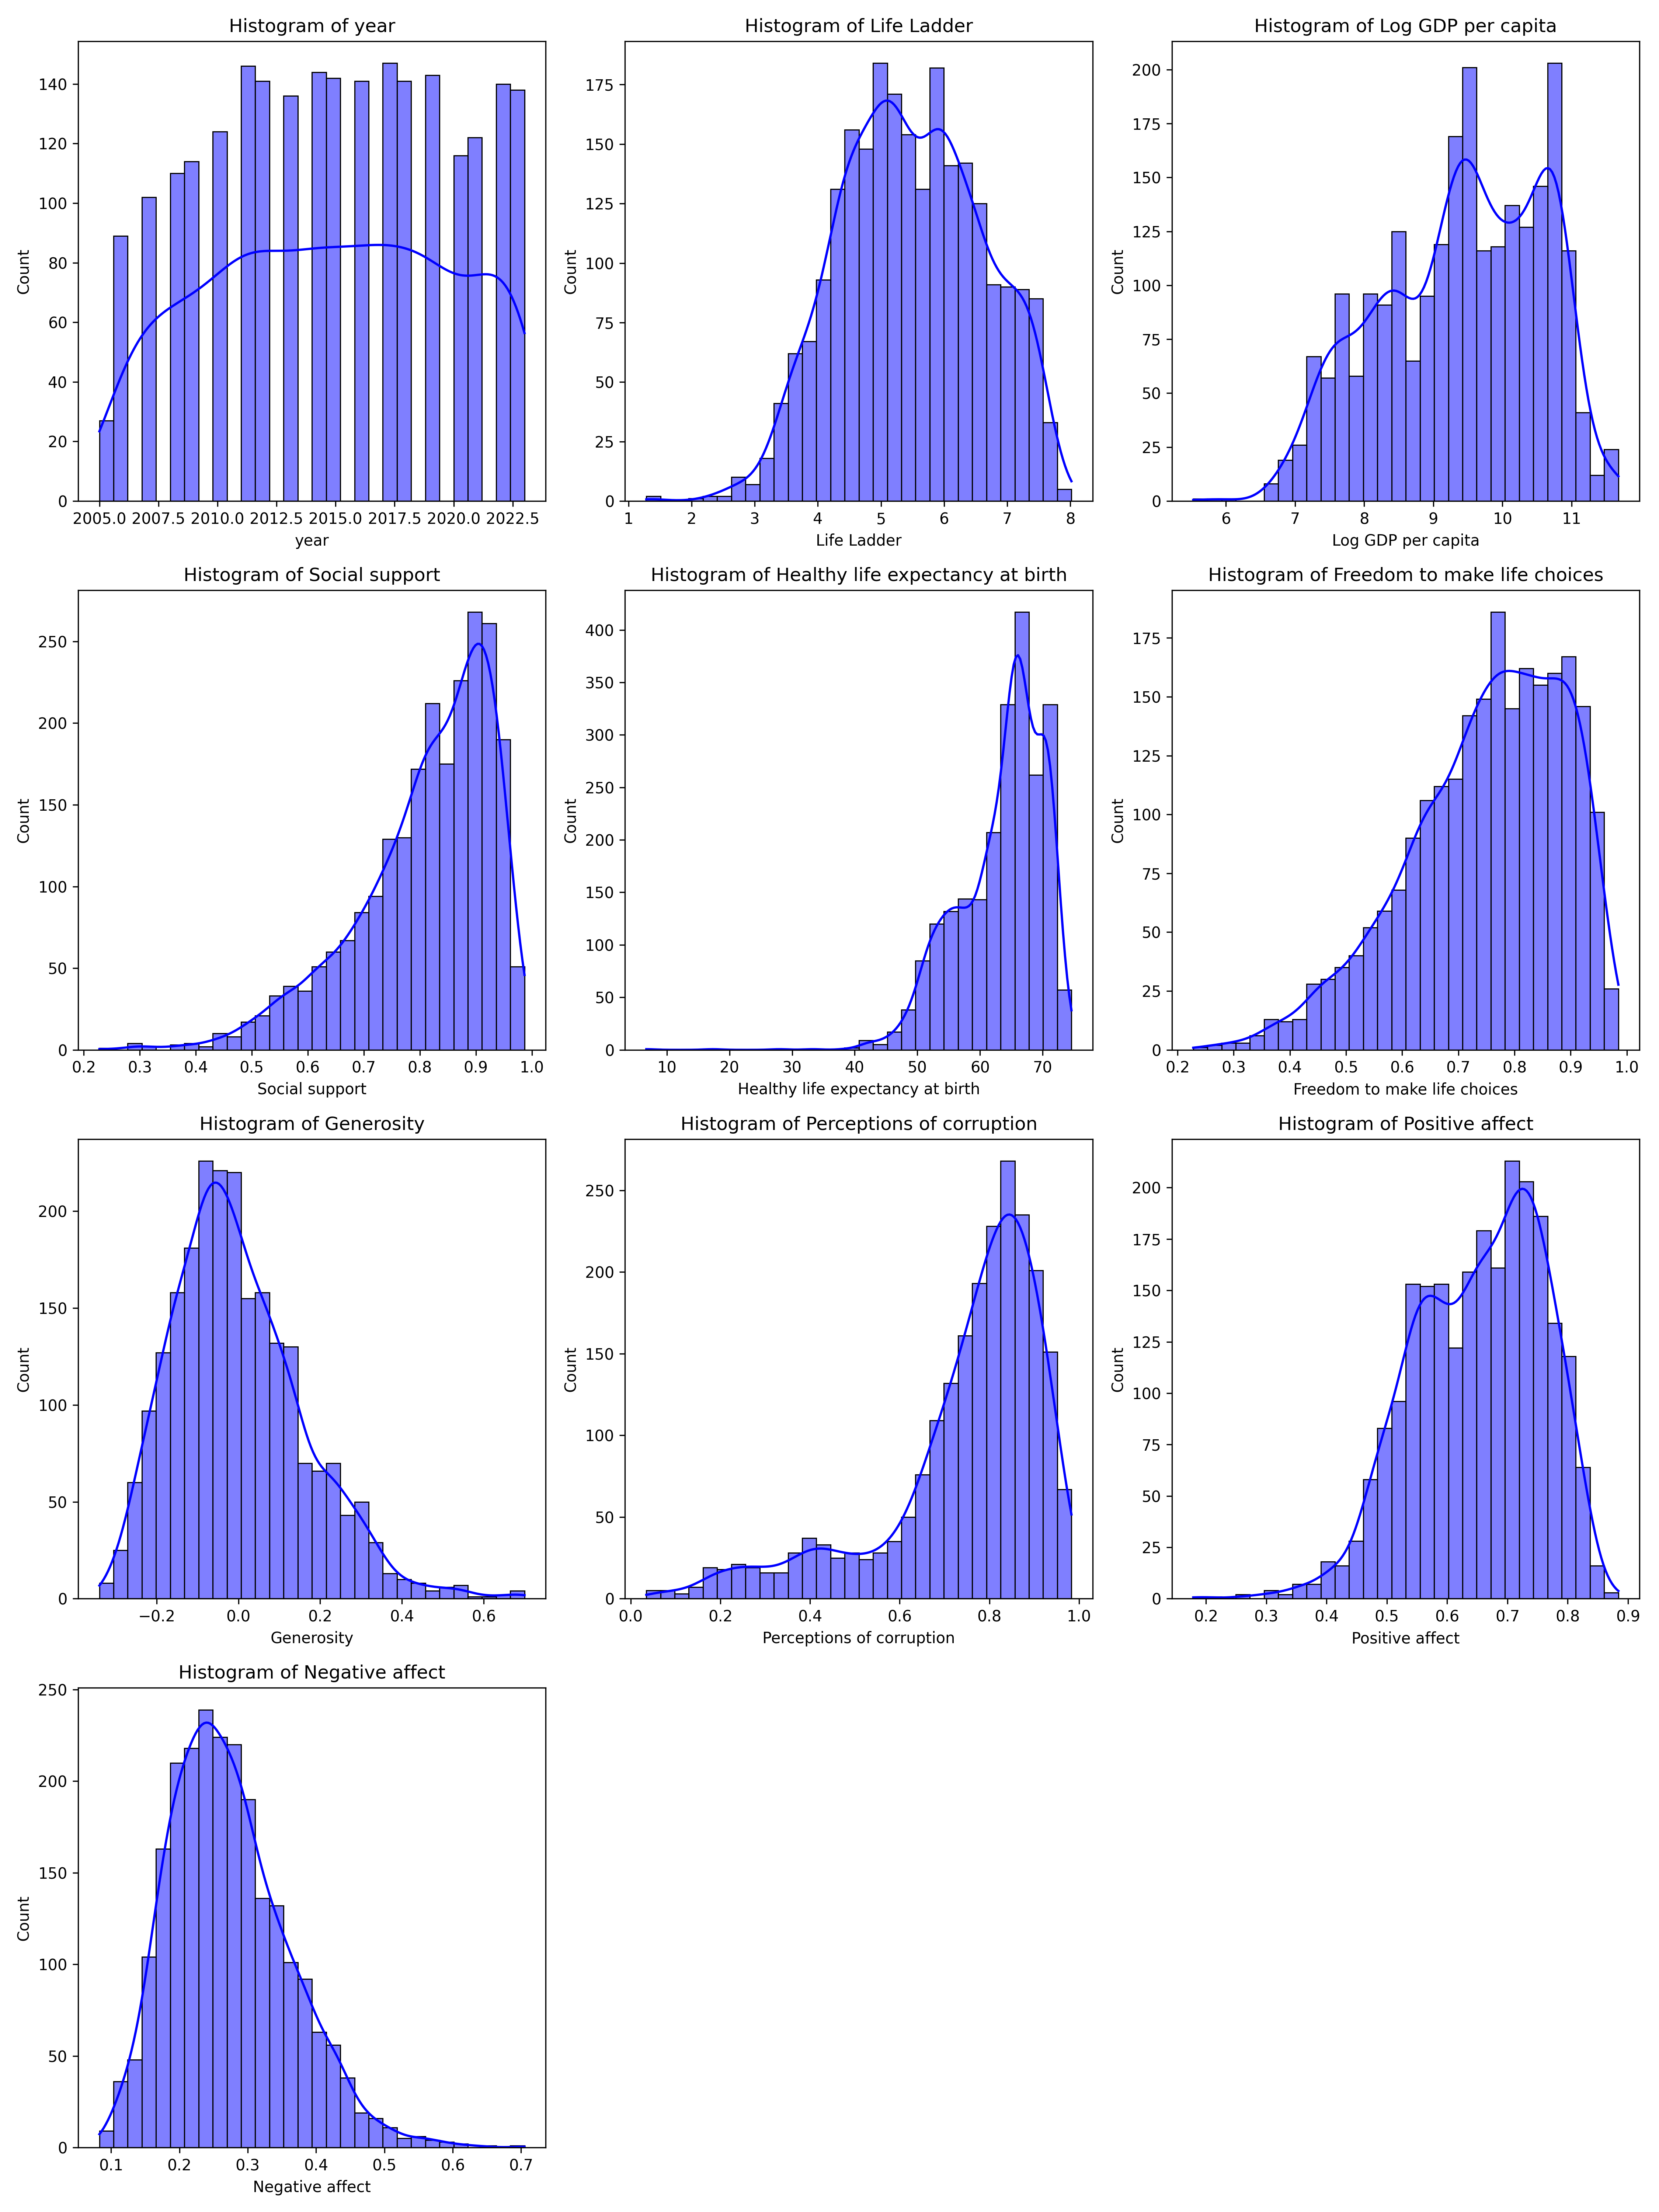 Histogram of year
Count
140
120
100
80
60
40
20
0
2005.0 2007.5 2010.0 2012.5 2015.0 2017.5 2020.0 2022.5
year
Histogram of Life Ladder
Count
175
150
125
100
75
50
25
0
1 2 3 4 5 6 7 8
Life Ladder
Histogram of Log GDP per capita
Count
200
175
150
125
100
75
50
25
0
6 7 8 9 10 11
Log GDP per capita
Histogram of Social support
Count
250
200
150
100
50
0
0.2 0.3 0.4 0.5 0.6 0.7 0.8 0.9 1.0
Social support
Histogram of Healthy life expectancy at birth
Count
400
350
300
250
200
150
100
50
0
10 20 30 40 50 60 70
Healthy life expectancy at birth
Histogram of Freedom to make life choices
Count
175
150
125
100
75
50
25
0
0.2 0.3 0.4 0.5 0.6 0.7 0.8 0.9 1.0
Freedom to make life choices
Histogram of Generosity
Count
200
150
100
50
0
−0.2 0.0 0.2 0.4 0.6
Generosity
Histogram of Perceptions of corruption
Count
250
200
150
100
50
0
0.0 0.2 0.4 0.6 0.8 1.0
Perceptions of corruption
Histogram of Positive affect
Count
200
175
150
125
100
75
50
25
0
0.2 0.3 0.4 0.5 0.6 0.7 0.8 0.9
Positive affect
Histogram of Negative affect
Count
250
200
150
100
50
0
0.1 0.2 0.3 0.4 0.5 0.6 0.7
Negative affect